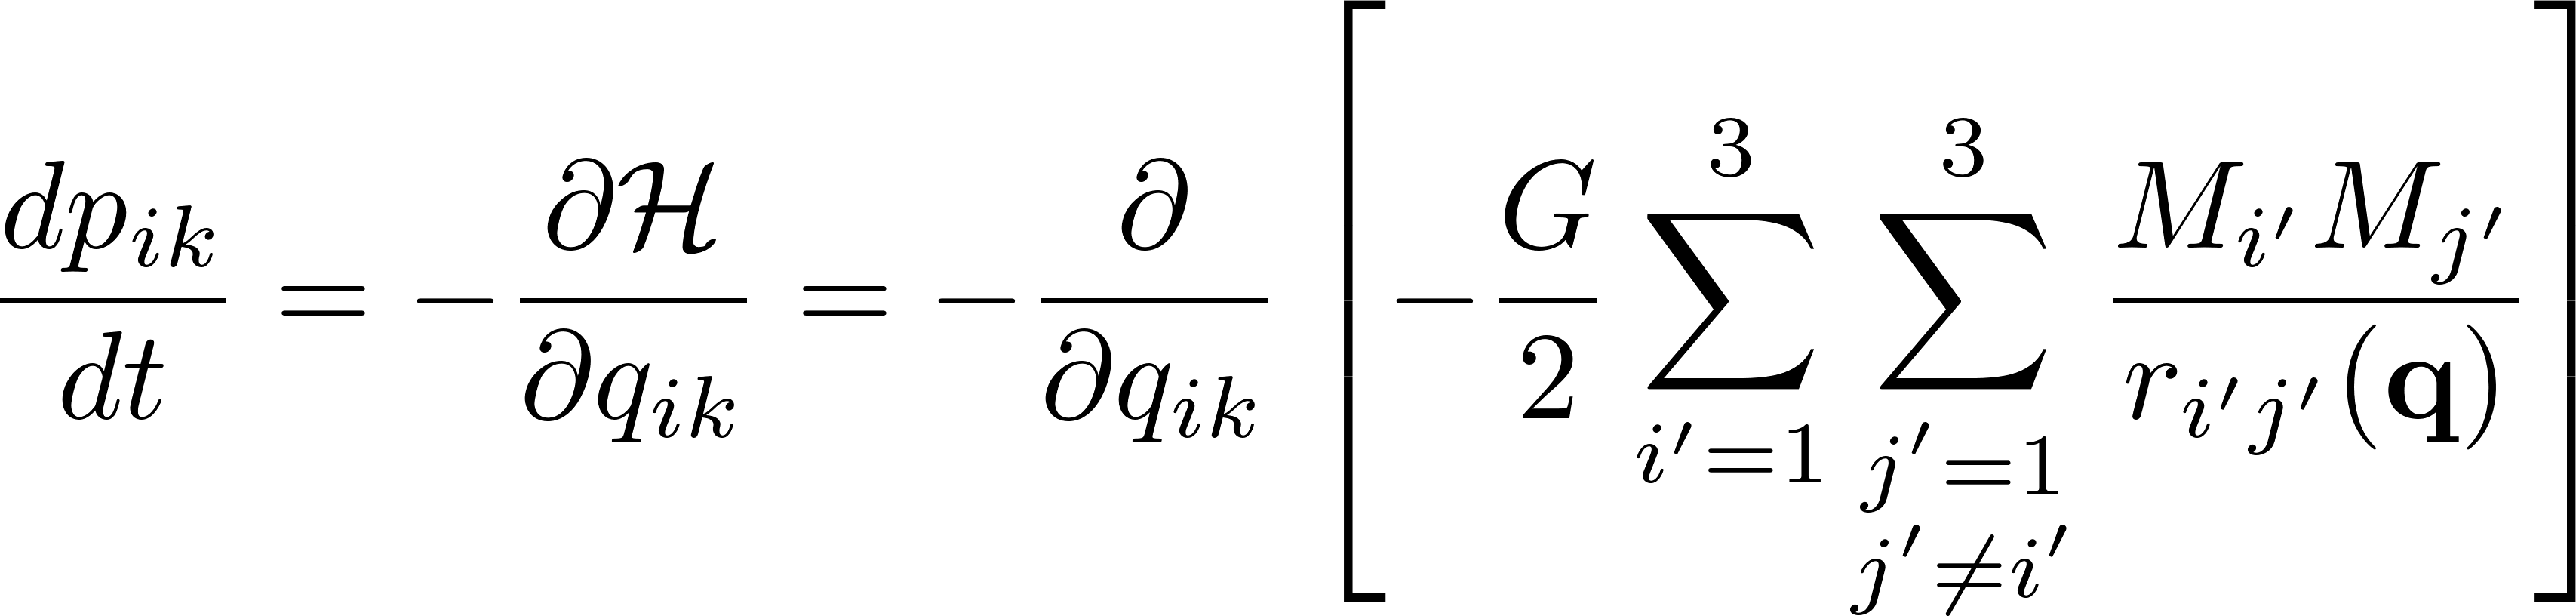 \frac{dp_{ik}}{dt} = -\frac{\partial \mathcal{H}}{\partial q_{ik}} = -\frac{\partial}{\partial q_{ik}} \left[ -\frac{G}{2} \sum_{i'=1}^{3} \sum_{\substack{j'=1 \\ j' \neq i'}}^{3} \frac{M_{i'} M_{j'}}{r_{i'j'}(\mathbf{q})} \right]